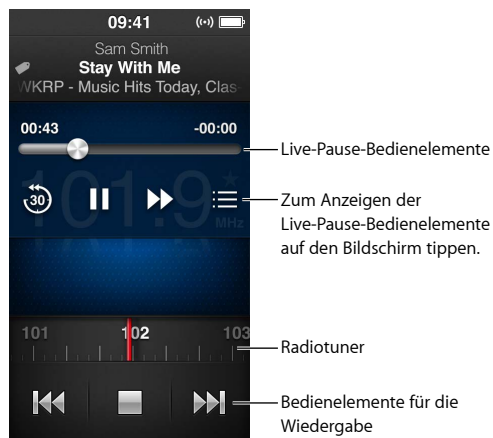 09:41
Sam Smith
Stay With Me
WKRP - Music Hits Today, Clas
00:43
-00:00
Live-Pause-Bedienelemente
30
101.9
MHz
Zum Anzeigen der
Live-Pause-Bedienelemente
auf den Bildschirm tippen.
101
102
103
Radiotuner
Bedienelemente für die
Wiedergabe